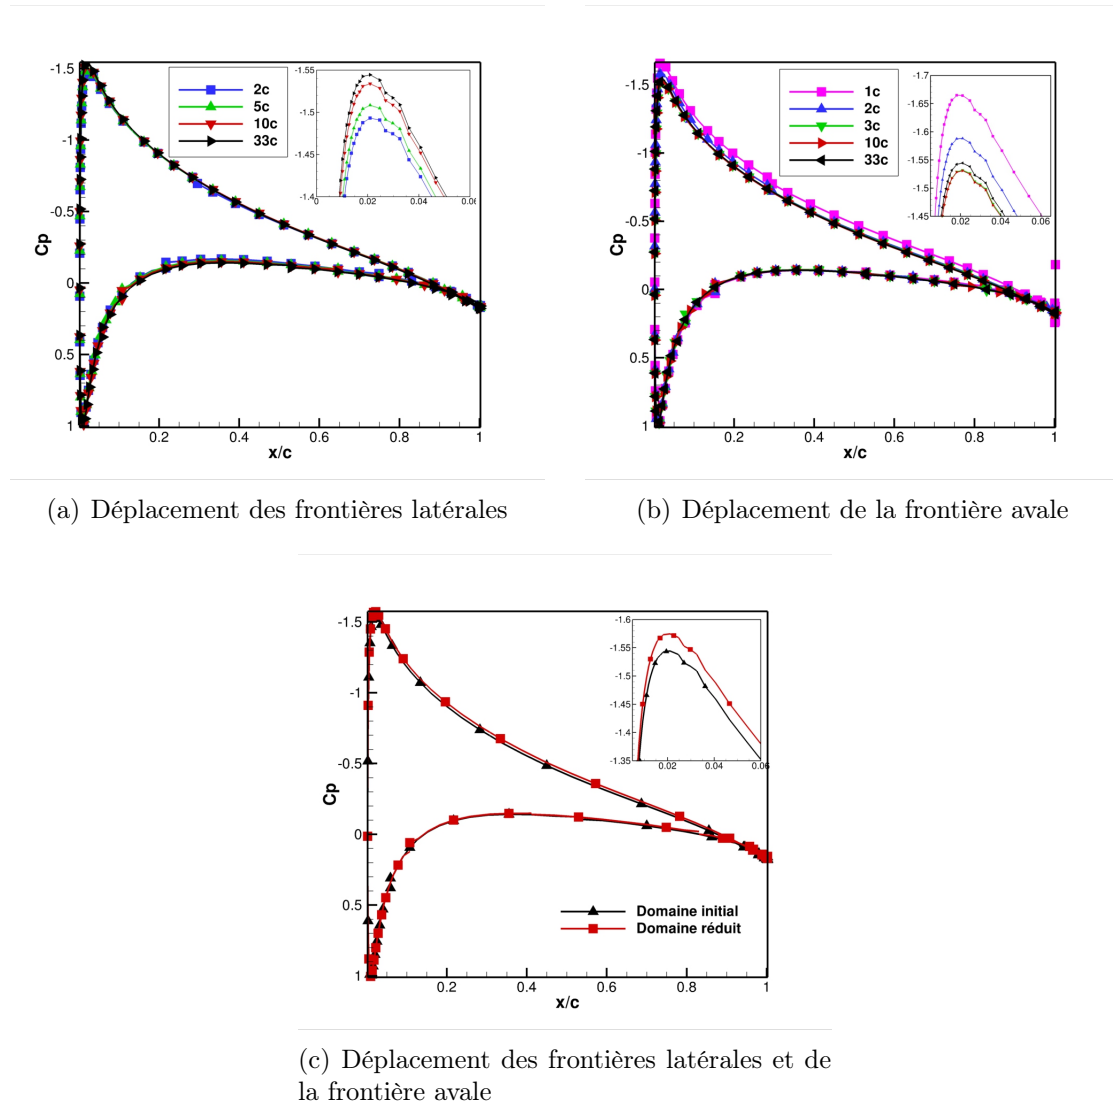 -1.5
-1
-0.5
0
0.5
1
Cp
0.2
0.4
0.6
0.8
1
x/c
2c
5c
10c
33c
-1.55
-1.5
-1.45
-1.4
0
0.02
0.04
0.06
(a) Déplacement des frontières latérales
-1.5
-1
-0.5
0
0.5
1
Cp
0.2
0.4
0.6
0.8
1
x/c
1c
2c
3c
10c
33c
-1.7
-1.65
-1.6
-1.55
-1.5
-1.45
0.02
0.04
0.06
(b) Déplacement de la frontière avale
-1.5
-1
-0.5
0
0.5
1
Cp
0.2
0.4
0.6
0.8
1
x/c
-1.6
-1.55
-1.5
-1.45
-1.4
-1.35
0.02
0.04
0.06
Domaine initial
Domaine réduit
(c) Déplacement des frontières latérales et de
la frontière avale